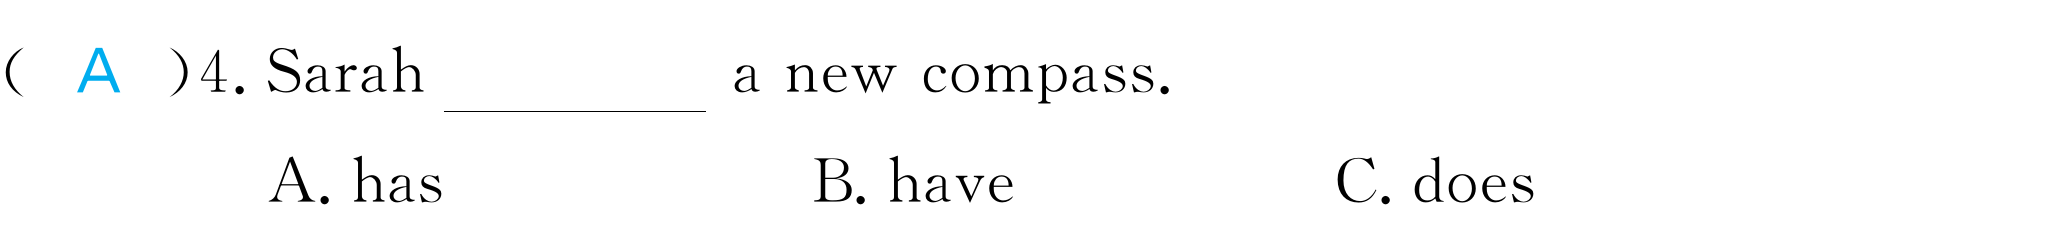 ( A )4. Sarah ________ a new compass.
A. has B. have C. does